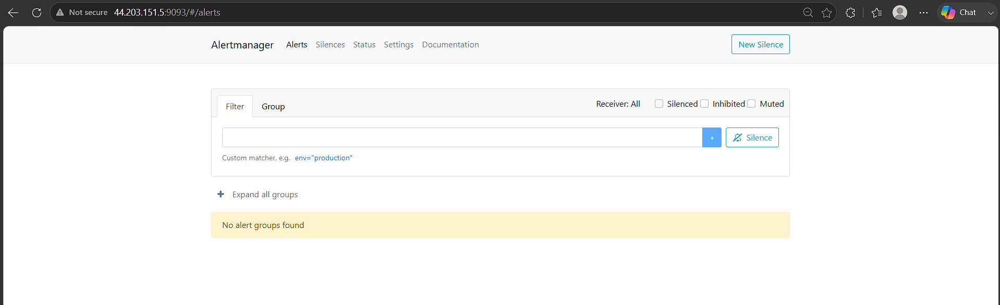 Not secure 44.203.151.5:9093/#/alerts Chat
Alertmanager Alerts Silences Status Settings Documentation New Silence
Filter Group Receiver: All Silenced Inhibited Muted
+ Silence
Custom matcher, e.g. env="production"
+ Expand all groups
No alert groups found